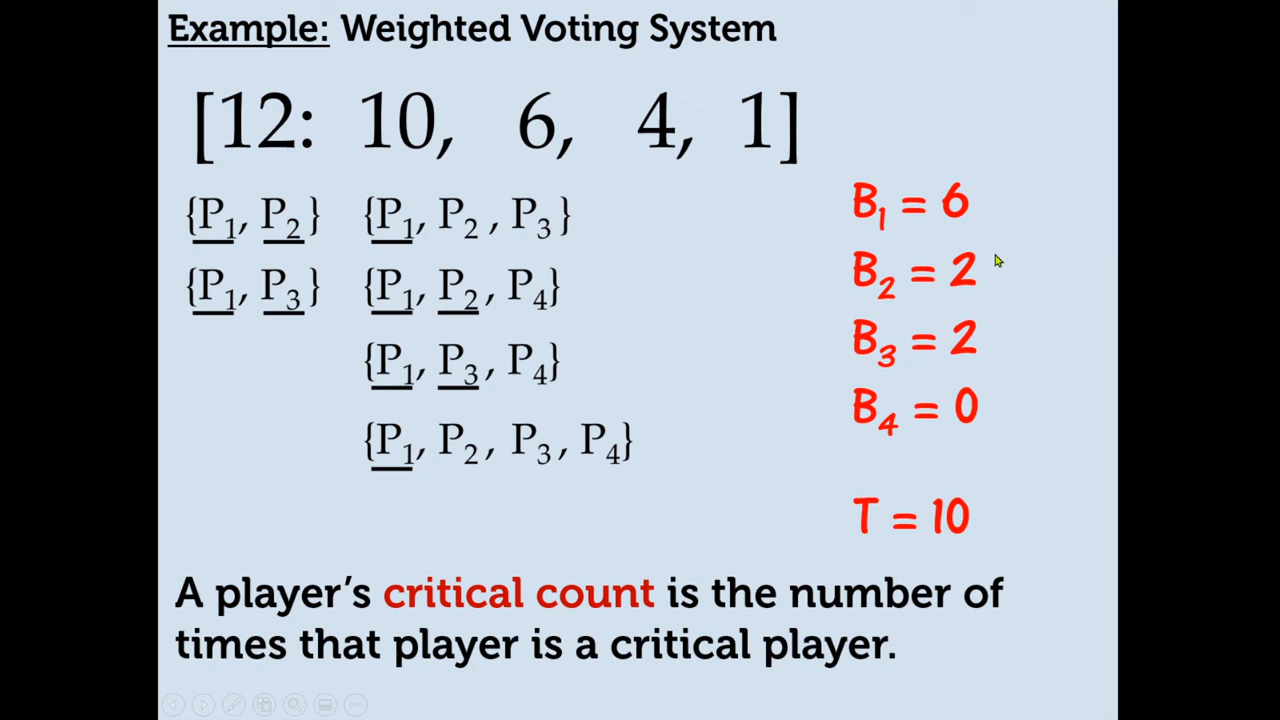 Example: Weighted Voting System
[12: 10, 6, 4, 1]
{P₁, P₂} {P₁, P₂, P₃}
{P₁, P₃} {P₁, P₂, P₄}
{P₁, P₃, P₄}
{P₁, P₂, P₃, P₄}
B₁ = 6
B₂ = 2
B₃ = 2
B₄ = 0
T = 10
A player's critical count is the number of
times that player is a critical player.